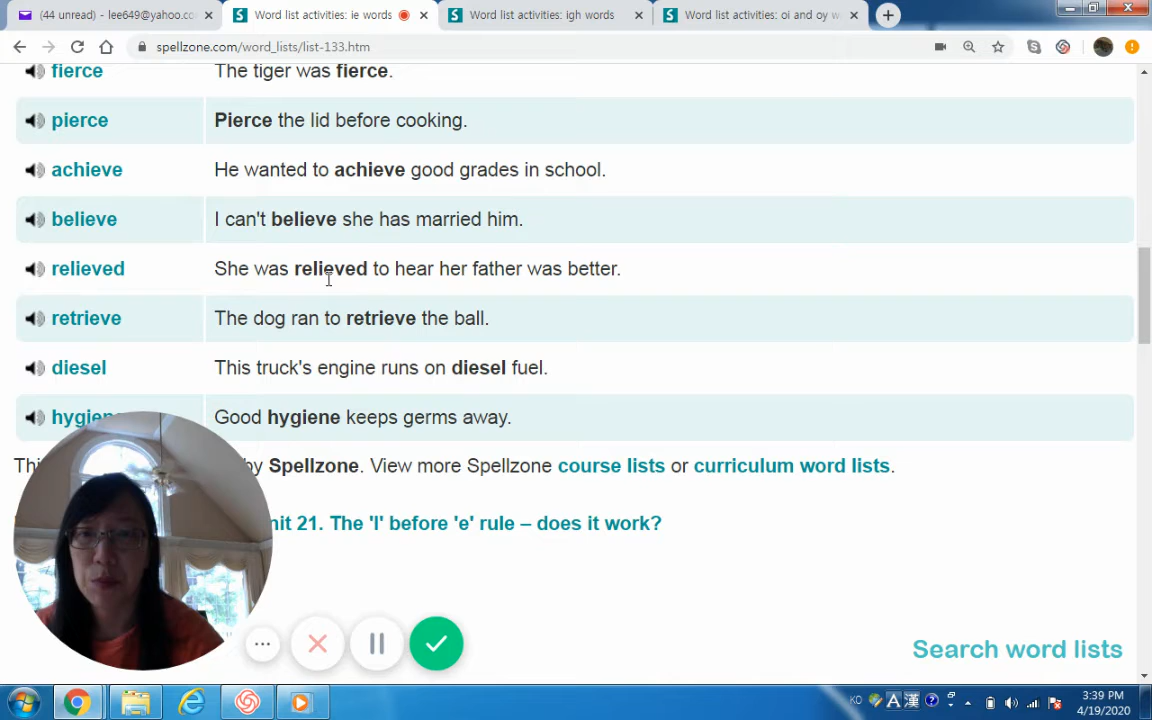 (44 unread) - lee649@yahoo.co
Word list activities: ie words
Word list activities: igh words
Word list activities: oi and oy w
spellzone.com/word_lists/list-133.htm
fierce The tiger was fierce.
pierce Pierce the lid before cooking.
achieve He wanted to achieve good grades in school.
believe I can't believe she has married him.
relieved She was relieved to hear her father was better.
retrieve The dog ran to retrieve the ball.
diesel This truck's engine runs on diesel fuel.
hygien Good hygiene keeps germs away.
Thi by Spellzone. View more Spellzone course lists or curriculum word lists.
nit 21. The 'I' before 'e' rule – does it work?
Search word lists
KO A 漢
3:39 PM
4/19/2020